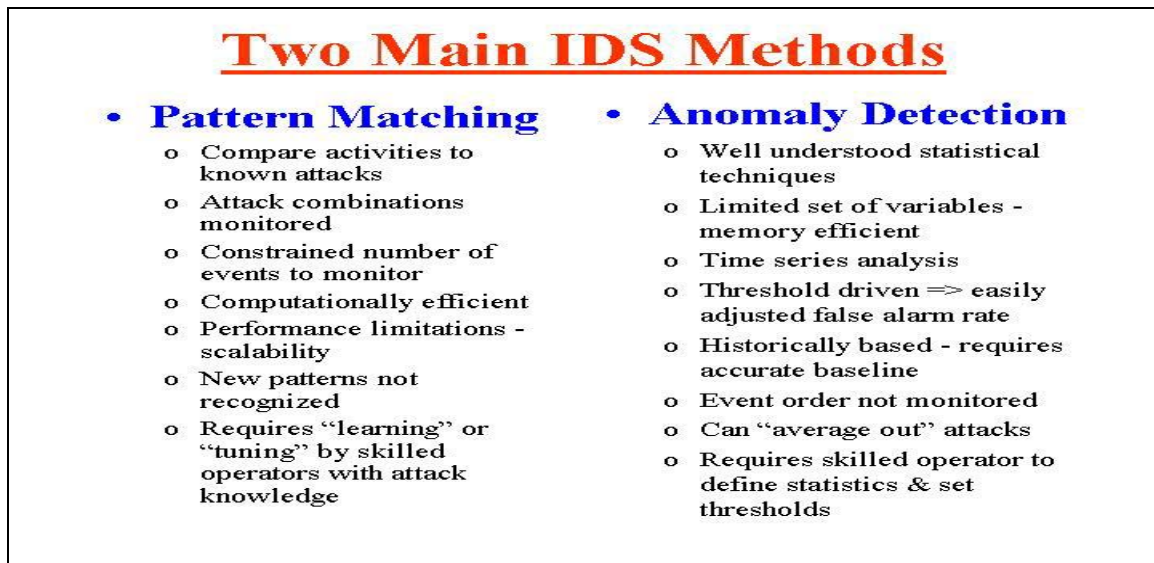 Two Main IDS Methods
• Pattern Matching
o Compare activities to
known attacks
o Attack combinations
monitored
o Constrained number of
events to monitor
o Computationally efficient
o Performance limitations -
scalability
o New patterns not
recognized
o Requires “learning” or
“tuning” by skilled
operators with attack
knowledge
• Anomaly Detection
o Well understood statistical
techniques
o Limited set of variables -
memory efficient
o Time series analysis
o Threshold driven => easily
adjusted false alarm rate
o Historically based - requires
accurate baseline
o Event order not monitored
o Can “average out” attacks
o Requires skilled operator to
define statistics & set
thresholds